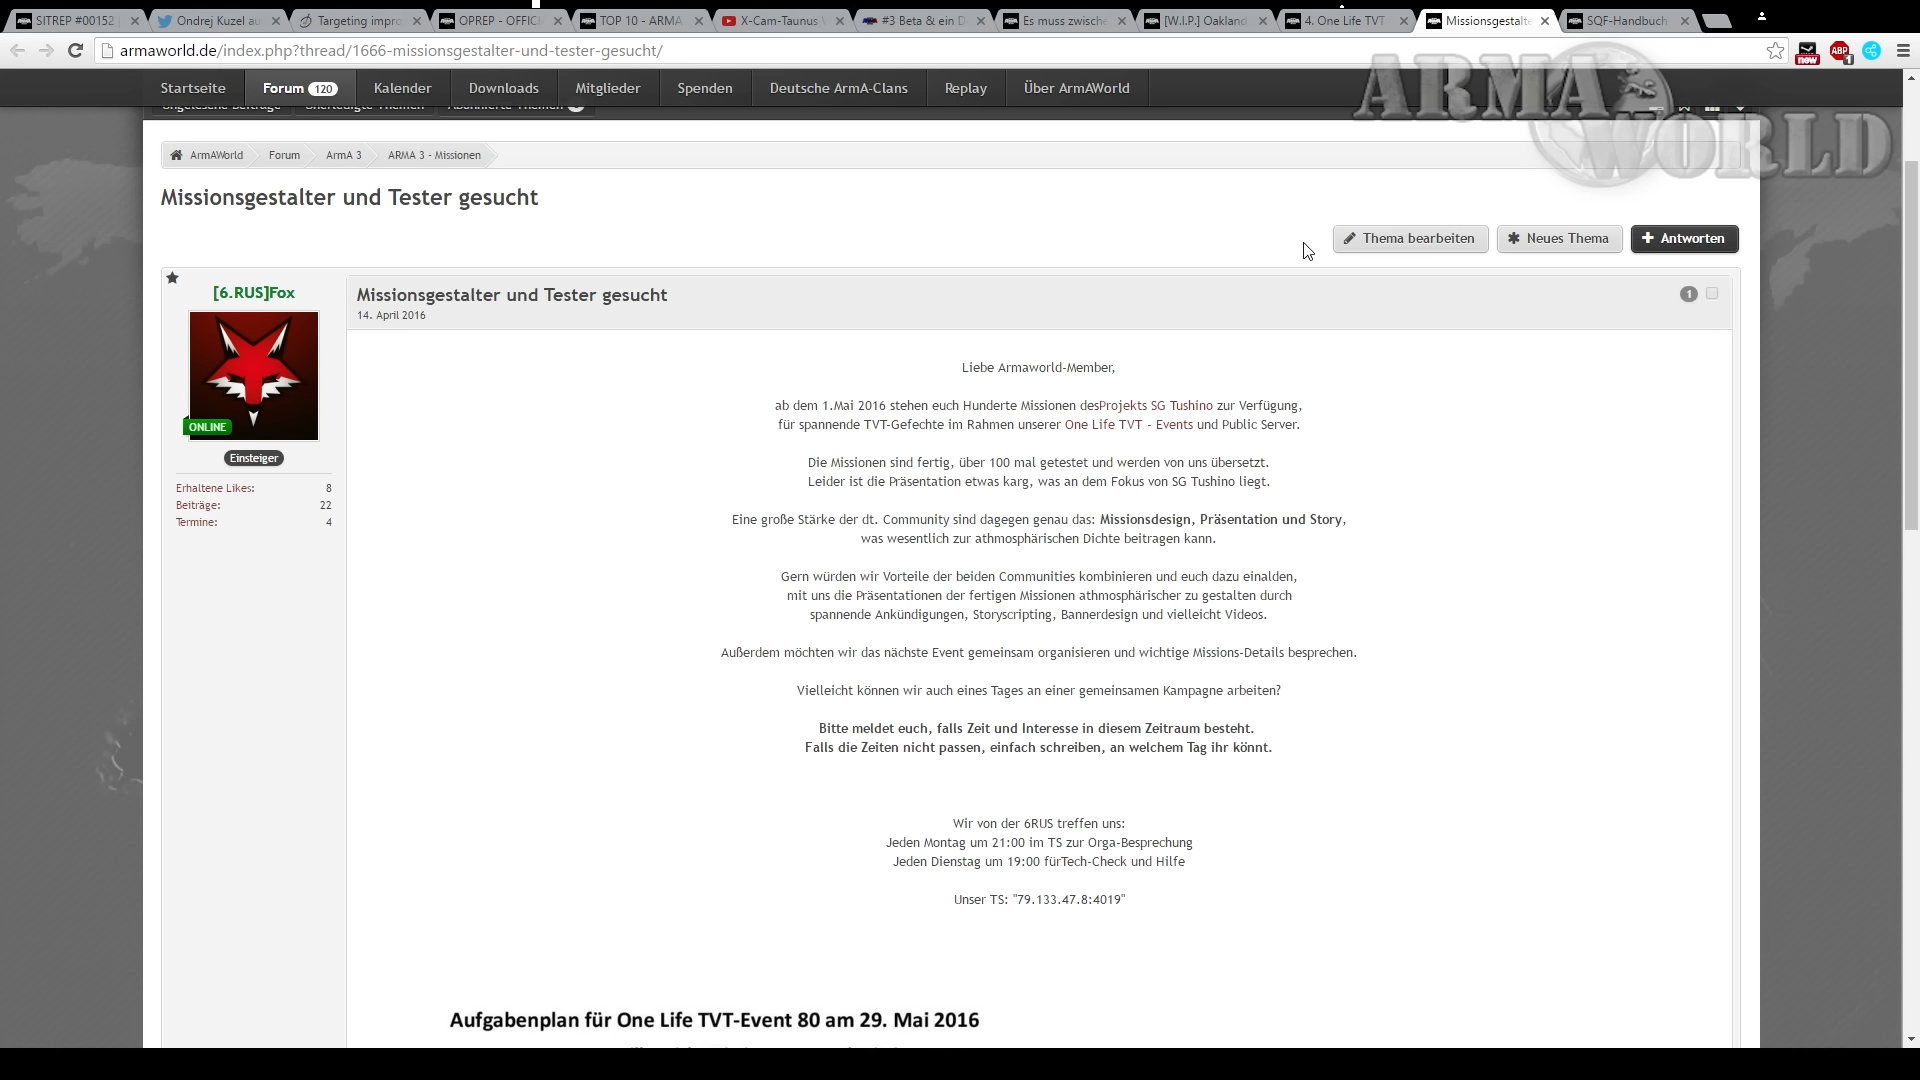 SITREP #00152 |
Ondrej Kuzel au
Targeting impro
OPREP - OFFICI
TOP 10 - ARMA
X-Cam-Taunus
#3 Beta & ein D
Es muss zwische
[W.I.P.] Oakland
4. One Life TVT
Missionsgestalte
SQF-Handbuch
armaworld.de/index.php?thread/1666-missionsgestalter-und-tester-gesucht/
new
ABP
1
Startseite
Forum 120
Kalender
Downloads
Mitglieder
Spenden
Deutsche ArmA-Clans
Replay
Über ArmAWorld
ARMA
WORLD
Ungelesene Beiträge
Unerledigte Themen
Abonnierte Themen
ArmAWorld
Forum
ArmA 3
ARMA 3 - Missionen
Missionsgestalter und Tester gesucht
Thema bearbeiten
Neues Thema
Antworten
[6.RUS]Fox
ONLINE
Einsteiger
Erhaltene Likes: 8
Beiträge: 22
Termine: 4
Missionsgestalter und Tester gesucht
1
14. April 2016
Liebe Armaworld-Member,
ab dem 1.Mai 2016 stehen euch Hunderte Missionen desProjekts SG Tushino zur Verfügung,
für spannende TVT-Gefechte im Rahmen unserer One Life TVT - Events und Public Server.
Die Missionen sind fertig, über 100 mal getestet und werden von uns übersetzt.
Leider ist die Präsentation etwas karg, was an dem Fokus von SG Tushino liegt.
Eine große Stärke der dt. Community sind dagegen genau das: Missionsdesign, Präsentation und Story,
was wesentlich zur athmosphärischen Dichte beitragen kann.
Gern würden wir Vorteile der beiden Communities kombinieren und euch dazu einalden,
mit uns die Präsentationen der fertigen Missionen athmosphärischer zu gestalten durch
spannende Ankündigungen, Storyscripting, Bannerdesign und vielleicht Videos.
Außerdem möchten wir das nächste Event gemeinsam organisieren und wichtige Missions-Details besprechen.
Vielleicht können wir auch eines Tages an einer gemeinsamen Kampagne arbeiten?
Bitte meldet euch, falls Zeit und Interesse in diesem Zeitraum besteht.
Falls die Zeiten nicht passen, einfach schreiben, an welchem Tag ihr könnt.
Wir von der 6RUS treffen uns:
Jeden Montag um 21:00 im TS zur Orga-Besprechung
Jeden Dienstag um 19:00 fürTech-Check und Hilfe
Unser TS: "79.133.47.8:4019"
Aufgabenplan für One Life TVT-Event 80 am 29. Mai 2016